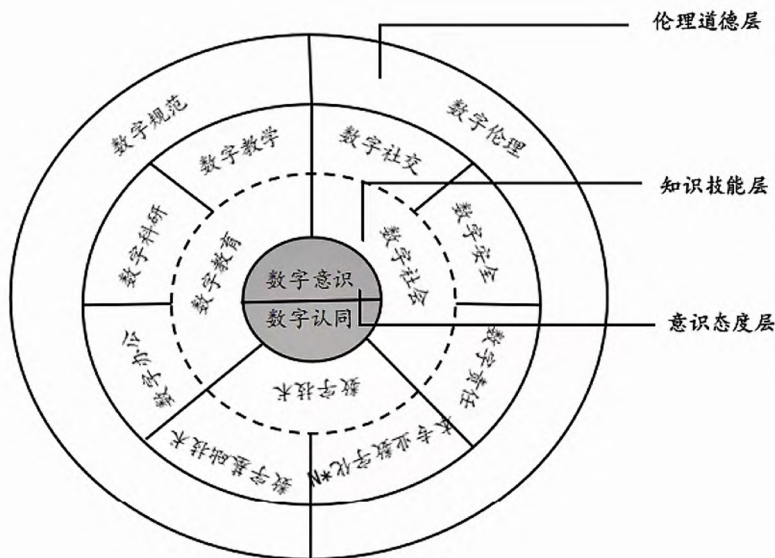 伦理道德层
数字规范
数字伦理
数字教学
数字社交
知识技能层
数字科研
数字安全
数字教育
数字社会
数字意识
数字认同
意识态度层
数字办公
数字责任
数字技术
数字基础技术
N*本专业数字化